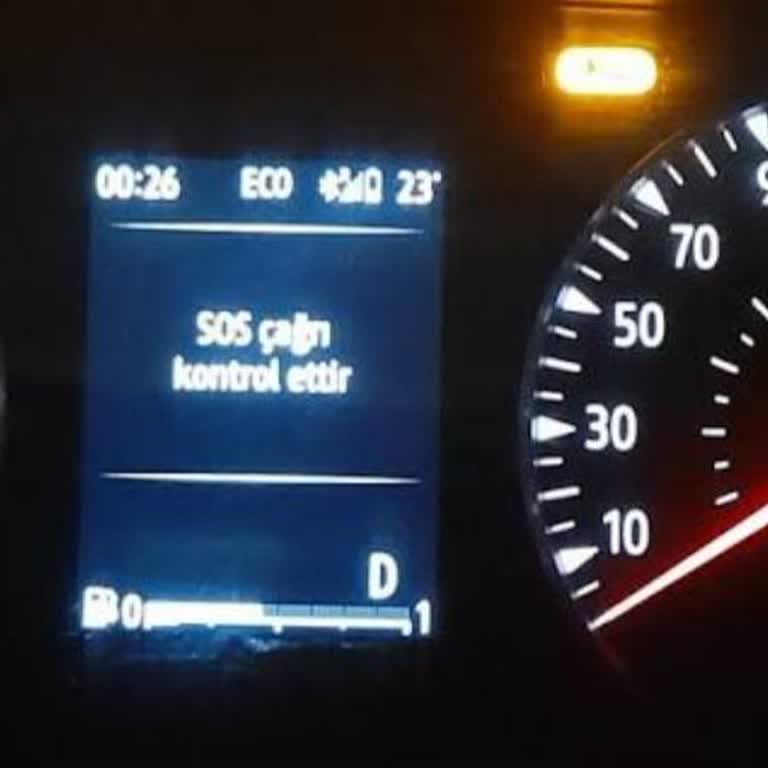 00:26 ECO 23°
SOS çağrı
kontrol ettir
D
0 1
70
50
30
10